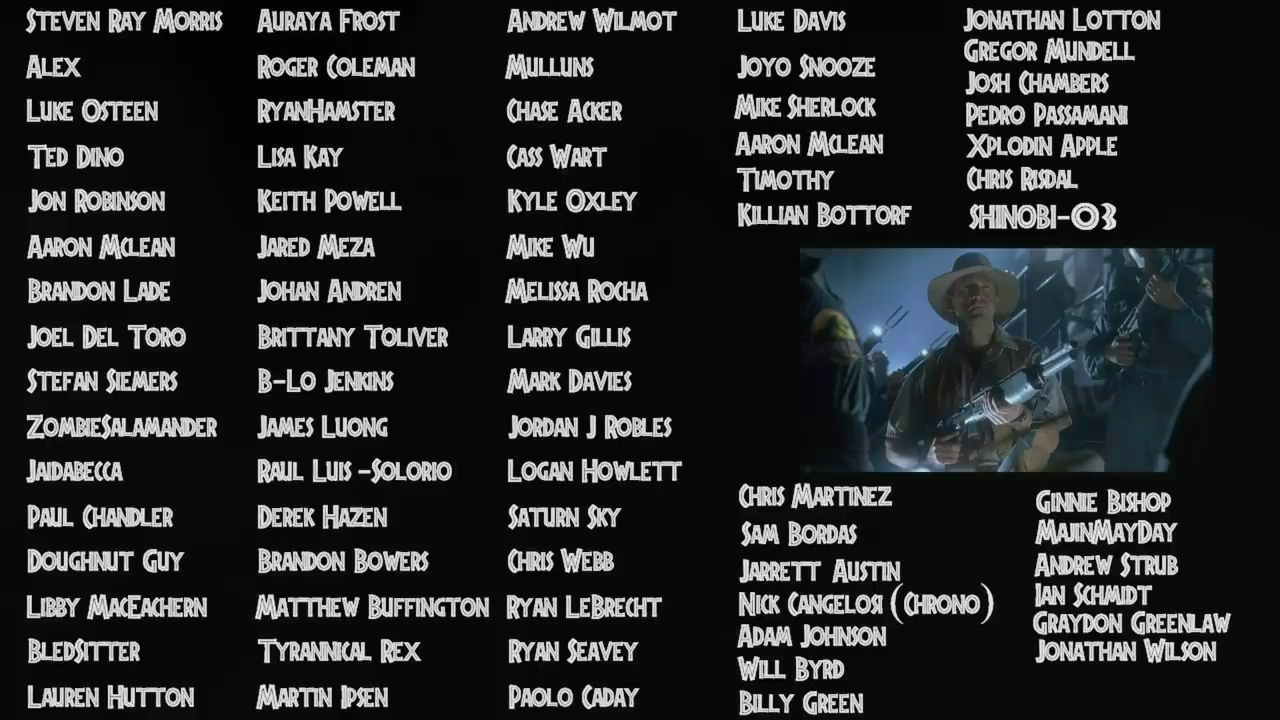 Steven Ray Morris
Alex
Luke Osteen
Ted Dino
Jon Robinson
Aaron Mclean
Brandon Lade
Joel Del Toro
Stefan Siemers
ZombieSalamander
Jaidabecca
Paul Chandler
Doughnut Guy
Libby MacEachern
BledSitter
Lauren Hutton
Auraya Frost
Roger Coleman
RyanHamster
Lisa Kay
Keith Powell
Jared Meza
Johan Andren
Brittany Toliver
B-Lo Jenkins
James Luong
Raul Luis -Solorio
Derek Hazen
Brandon Bowers
Matthew Buffington
Tyrannical Rex
Martin Ipsen
Andrew Wilmot
Mulluns
Chase Acker
Cass Wart
Kyle Oxley
Mike Wu
Melissa Rocha
Larry Gillis
Mark Davies
Jordan J Robles
Logan Howlett
Saturn Sky
Chris Webb
Ryan LeBrecht
Ryan Seavey
Paolo Caday
Luke Davis
Joyo Snooze
Mike Sherlock
Aaron Mclean
Timothy
Killian Bottorf
Jonathan Lotton
Gregor Mundell
Josh Chambers
Pedro Passamani
Xplodin Apple
Chris Risdal
SHINOBI-03
Chris Martinez
Sam Bordas
Jarrett Austin
Nick Cangelosi (Chrono)
Adam Johnson
Will Byrd
Billy Green
Ginnie Bishop
MajinMayDay
Andrew Strub
Ian Schmidt
Graydon Greenlaw
Jonathan Wilson